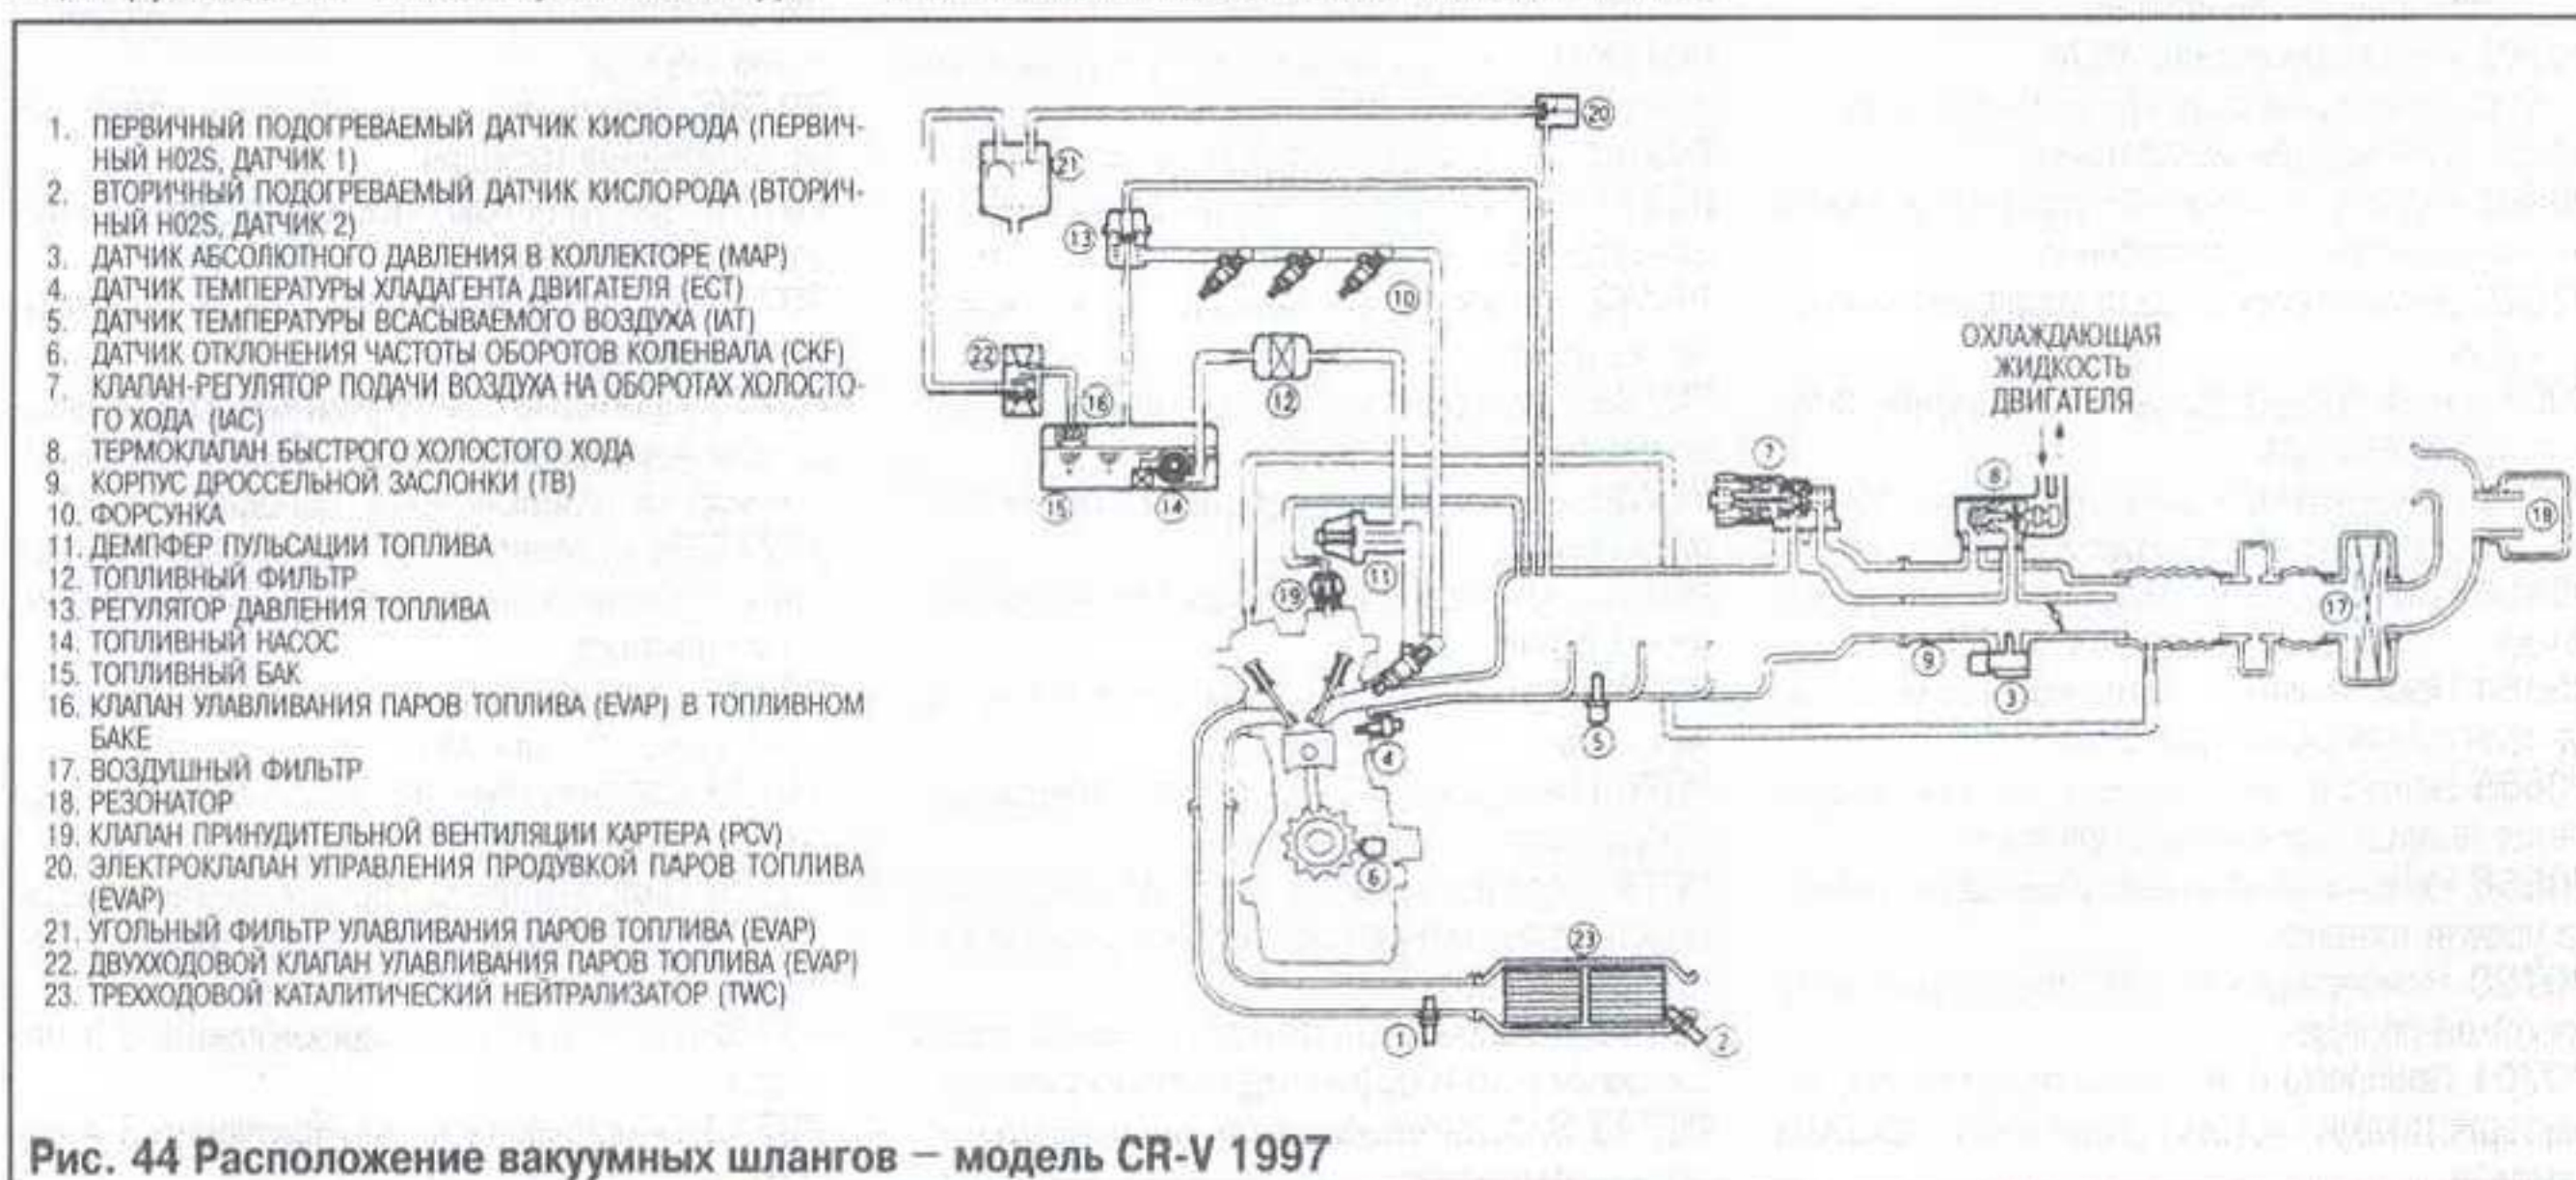 1. ПЕРВИЧНЫЙ ПОДОГРЕВАЕМЫЙ ДАТЧИК КИСЛОРОДА (ПЕРВИЧ-
НЫЙ H02S, ДАТЧИК 1)
2. ВТОРИЧНЫЙ ПОДОГРЕВАЕМЫЙ ДАТЧИК КИСЛОРОДА (ВТОРИЧ-
НЫЙ H02S, ДАТЧИК 2)
3. ДАТЧИК АБСОЛЮТНОГО ДАВЛЕНИЯ В КОЛЛЕКТОРЕ (MAP)
4. ДАТЧИК ТЕМПЕРАТУРЫ ХЛАДАГЕНТА ДВИГАТЕЛЯ (ECT)
5. ДАТЧИК ТЕМПЕРАТУРЫ ВСАСЫВАЕМОГО ВОЗДУХА (IAT)
6. ДАТЧИК ОТКЛОНЕНИЯ ЧАСТОТЫ ОБОРОТОВ КОЛЕНВАЛА (CKF)
7. КЛАПАН-РЕГУЛЯТОР ПОДАЧИ ВОЗДУХА НА ОБОРОТАХ ХОЛОСТО-
ГО ХОДА (IAC)
8. ТЕРМОКЛАПАН БЫСТРОГО ХОЛОСТОГО ХОДА
9. КОРПУС ДРОССЕЛЬНОЙ ЗАСЛОНКИ (TB)
10. ФОРСУНКА
11. ДЕМПФЕР ПУЛЬСАЦИИ ТОПЛИВА
12. ТОПЛИВНЫЙ ФИЛЬТР
13. РЕГУЛЯТОР ДАВЛЕНИЯ ТОПЛИВА
14. ТОПЛИВНЫЙ НАСОС
15. ТОПЛИВНЫЙ БАК
16. КЛАПАН УЛАВЛИВАНИЯ ПАРОВ ТОПЛИВА (EVAP) В ТОПЛИВНОМ
БАКЕ
17. ВОЗДУШНЫЙ ФИЛЬТР
18. РЕЗОНАТОР
19. КЛАПАН ПРИНУДИТЕЛЬНОЙ ВЕНТИЛЯЦИИ КАРТЕРА (PCV)
20. ЭЛЕКТРОКЛАПАН УПРАВЛЕНИЯ ПРОДУВКОЙ ПАРОВ ТОПЛИВА
(EVAP)
21. УГОЛЬНЫЙ ФИЛЬТР УЛАВЛИВАНИЯ ПАРОВ ТОПЛИВА (EVAP)
22. ДВУХХОДОВОЙ КЛАПАН УЛАВЛИВАНИЯ ПАРОВ ТОПЛИВА (EVAP)
23. ТРЕХХОДОВОЙ КАТАЛИТИЧЕСКИЙ НЕЙТРАЛИЗАТОР (TWC)
20
21
13
10
22
16
12
15
14
ОХЛАЖДАЮЩАЯ
ЖИДКОСТЬ
ДВИГАТЕЛЯ
7
8
18
11
19
17
9
3
4
5
6
23
1
2
Рис. 44 Расположение вакуумных шлангов — модель CR-V 1997